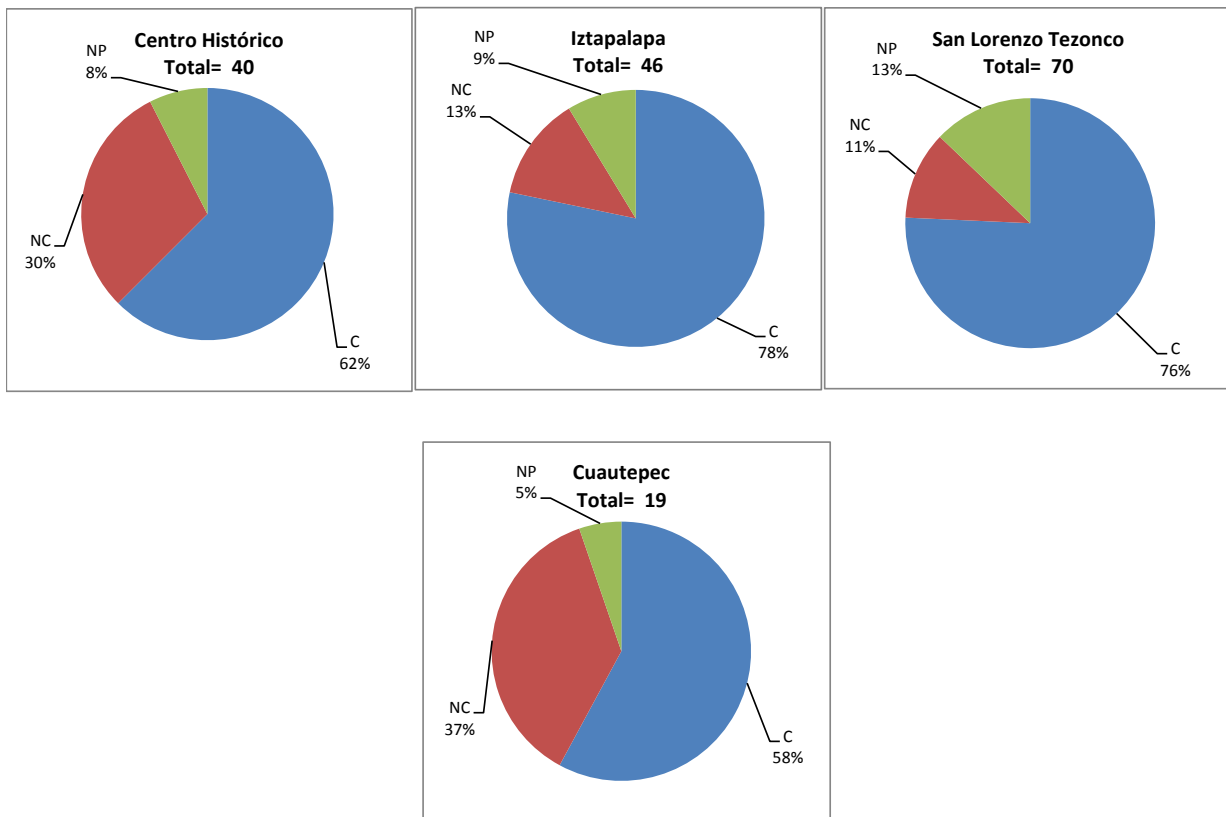 Centro Histórico
Total= 40
NP
8%
NC
30%
C
62%
Iztapalapa
Total= 46
NP
9%
NC
13%
C
78%
San Lorenzo Tezonco
Total= 70
NP
13%
NC
11%
C
76%
Cuautepec
Total= 19
NP
5%
NC
37%
C
58%